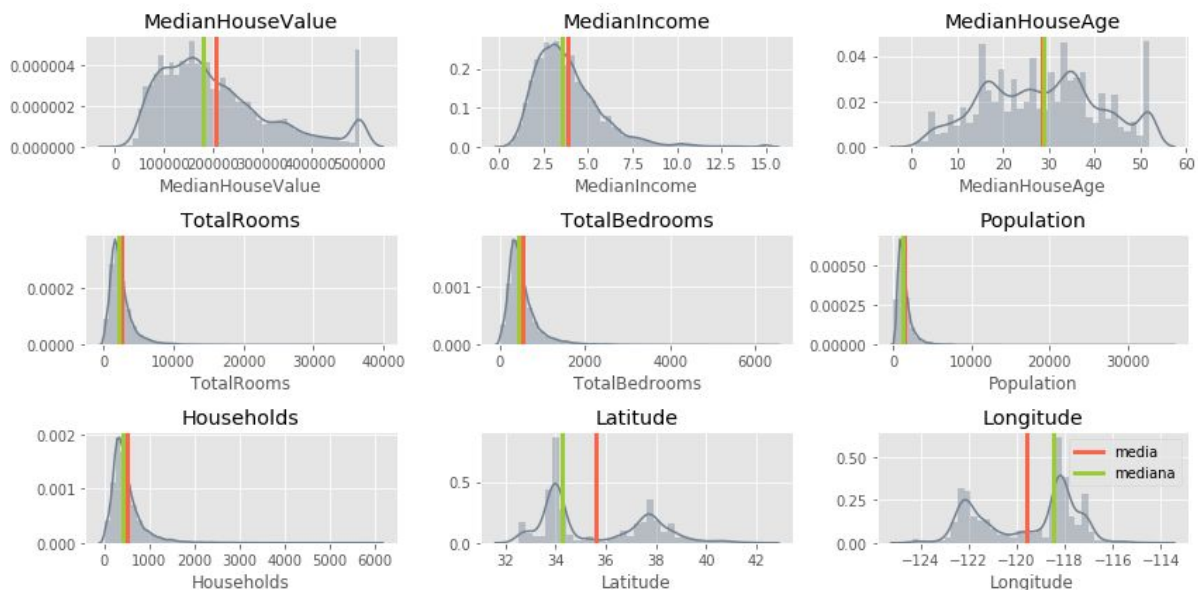 MedianHouseValue
0.000004
0.000002
0.000000
0 100000 200000 300000 400000 500000
MedianHouseValue
MedianIncome
0.2
0.1
0.0
0.0 2.5 5.0 7.5 10.0 12.5 15.0
MedianIncome
MedianHouseAge
0.04
0.02
0.00
0 10 20 30 40 50 60
MedianHouseAge
TotalRooms
0.0002
0.0000
0 10000 20000 30000 40000
TotalRooms
TotalBedrooms
0.001
0.000
0 2000 4000 6000
TotalBedrooms
Population
0.00050
0.00025
0.00000
0 10000 20000 30000
Population
Households
0.002
0.001
0.000
0 1000 2000 3000 4000 5000 6000
Households
Latitude
0.5
0.0
32 34 36 38 40 42
Latitude
Longitude
0.50
0.25
0.00
−124 −122 −120 −118 −116 −114
Longitude
media
mediana